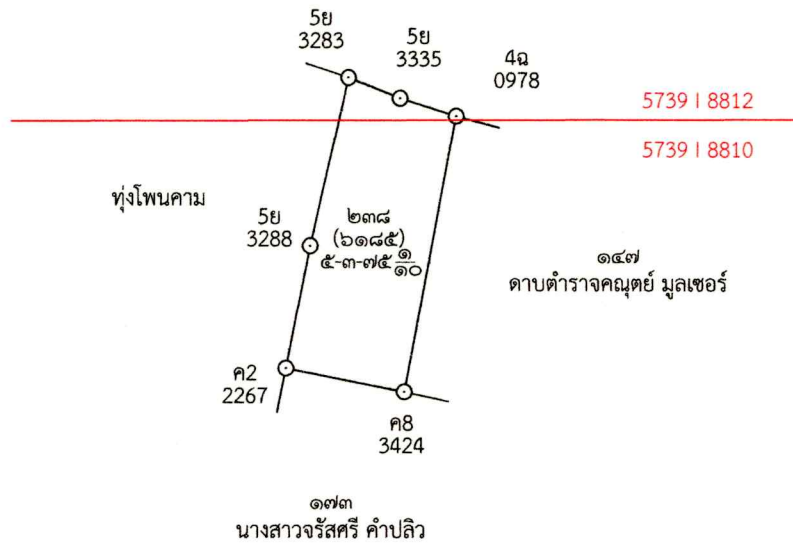 5ย
3283
5ย
3335
4ฉ
0978
5739 I 8812
5739 I 8810
ทุ่งโพนคาม
5ย
3288
๒๓๘
(๖๑๘๕)
๕-๓-๗๕ ๑/๑๐
๑๔๗
ดาบตำราจคณุตย์ มูลเซอร์
ค2
2267
ค8
3424
๑๗๓
นางสาวจรัสศรี คำปลิว